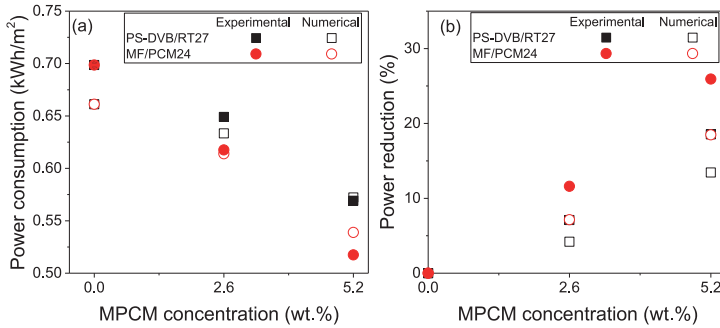 (a)
Experimental Numerical
PS-DVB/RT27
MF/PCM24
Power consumption (kWh/m²)
0.70
0.65
0.60
0.55
0.50
0.0 2.6 5.2
MPCM concentration (wt.%)
(b)
Experimental Numerical
PS-DVB/RT27
MF/PCM24
Power reduction (%)
30
20
10
0
0.0 2.6 5.2
MPCM concentration (wt.%)